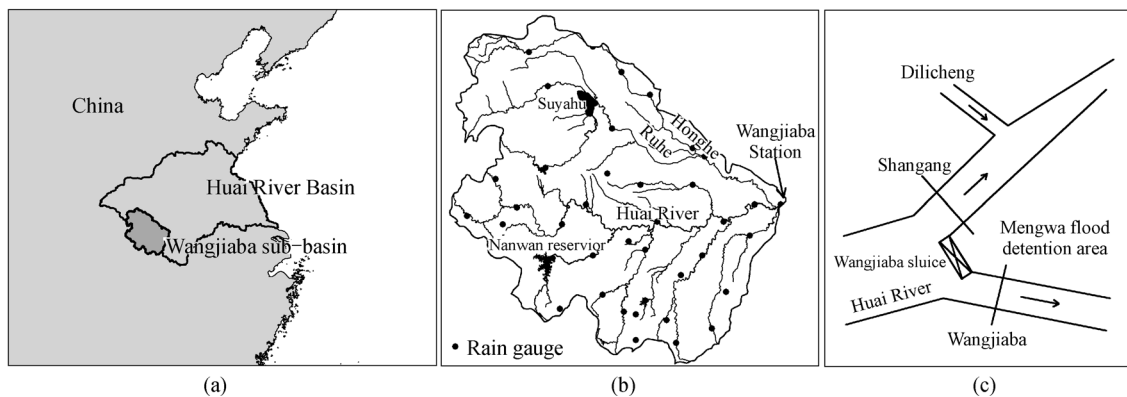 China
Huai River Basin
Wangjiaba sub-basin
(a)
Suyahu
Honghe
Ruhe
Wangjiaba
Station
Huai River
Nanwan reservior
Rain gauge
(b)
Dilicheng
Shangang
Mengwa flood
detention area
Wangjiaba sluice
Huai River
Wangjiaba
(c)